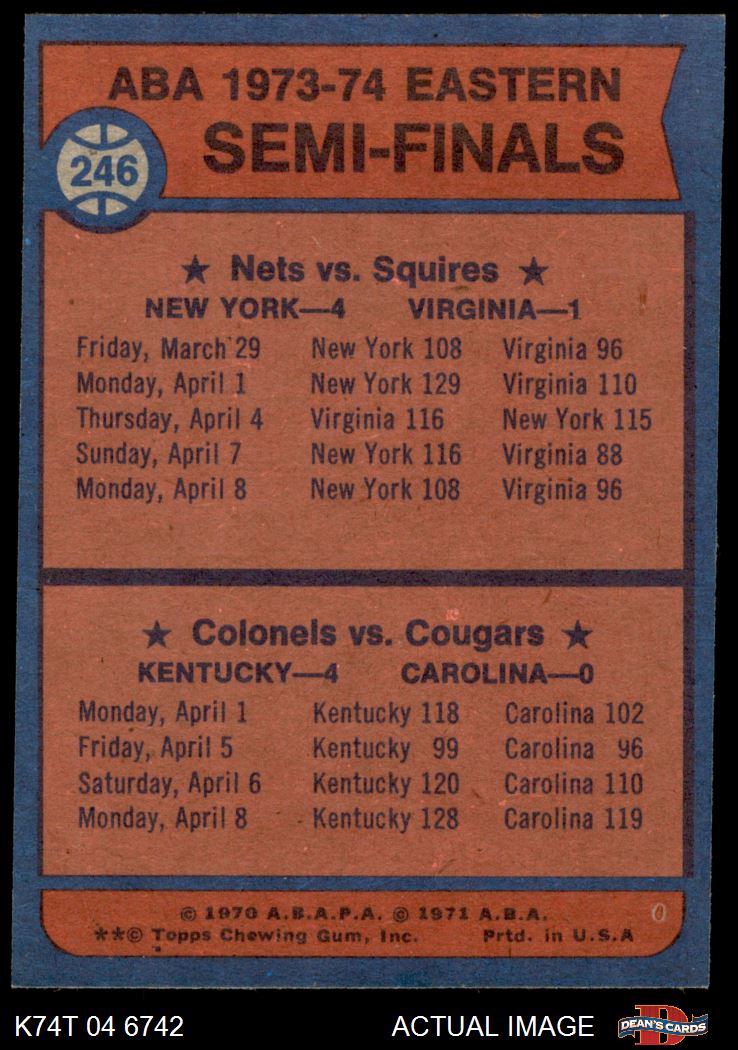 ABA 1973-74 EASTERN
SEMI-FINALS
246
★ Nets vs. Squires ★
NEW YORK—4 VIRGINIA—1
Friday, March 29 New York 108 Virginia 96
Monday, April 1 New York 129 Virginia 110
Thursday, April 4 Virginia 116 New York 115
Sunday, April 7 New York 116 Virginia 88
Monday, April 8 New York 108 Virginia 96
★ Colonels vs. Cougars ★
KENTUCKY—4 CAROLINA—0
Monday, April 1 Kentucky 118 Carolina 102
Friday, April 5 Kentucky 99 Carolina 96
Saturday, April 6 Kentucky 120 Carolina 110
Monday, April 8 Kentucky 128 Carolina 119
© 1970 A.B.A.P.A. © 1971 A.B.A.
**© Topps Chewing Gum, Inc. Prtd. in U.S.A
0
K74T 04 6742 ACTUAL IMAGE D DEAN'S CARDS